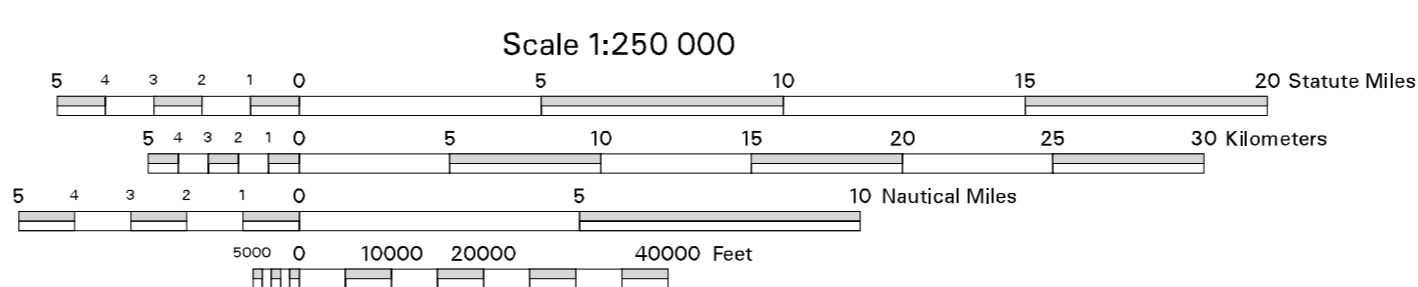 Scale 1:250 000
5 4 3 2 1 0 5 10 15 20 Statute Miles
5 4 3 2 1 0 5 10 15 20 25 30 Kilometers
5 4 3 2 1 0 5 10 Nautical Miles
5000 0 10000 20000 40000 Feet